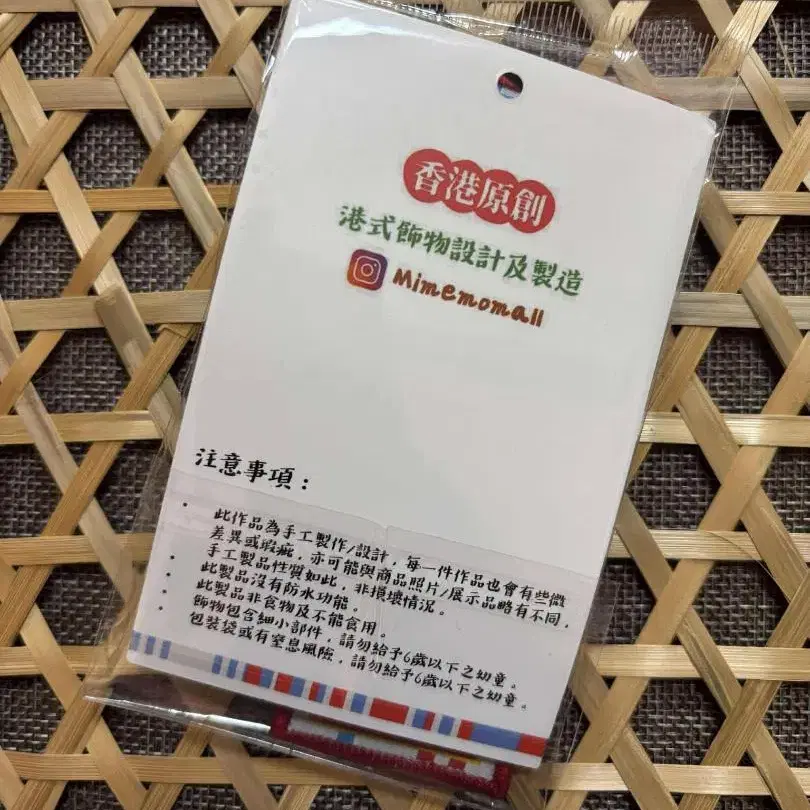 香港原創
港式飾物設計及製造
Mimemomall
注意事項：
· 此作品為手工製作/設計，每一件作品也會有些微
差異或瑕疵，亦可能與商品照片/展示品略有不同，
手工製品性質如此，非損壞情況。
· 此製品沒有防水功能。
· 此製品非食物及不能食用。
· 飾物包含細小部件，請勿給予6歲以下之幼童。
· 包裝袋或有窒息風險，請勿給予6歲以下之幼童。